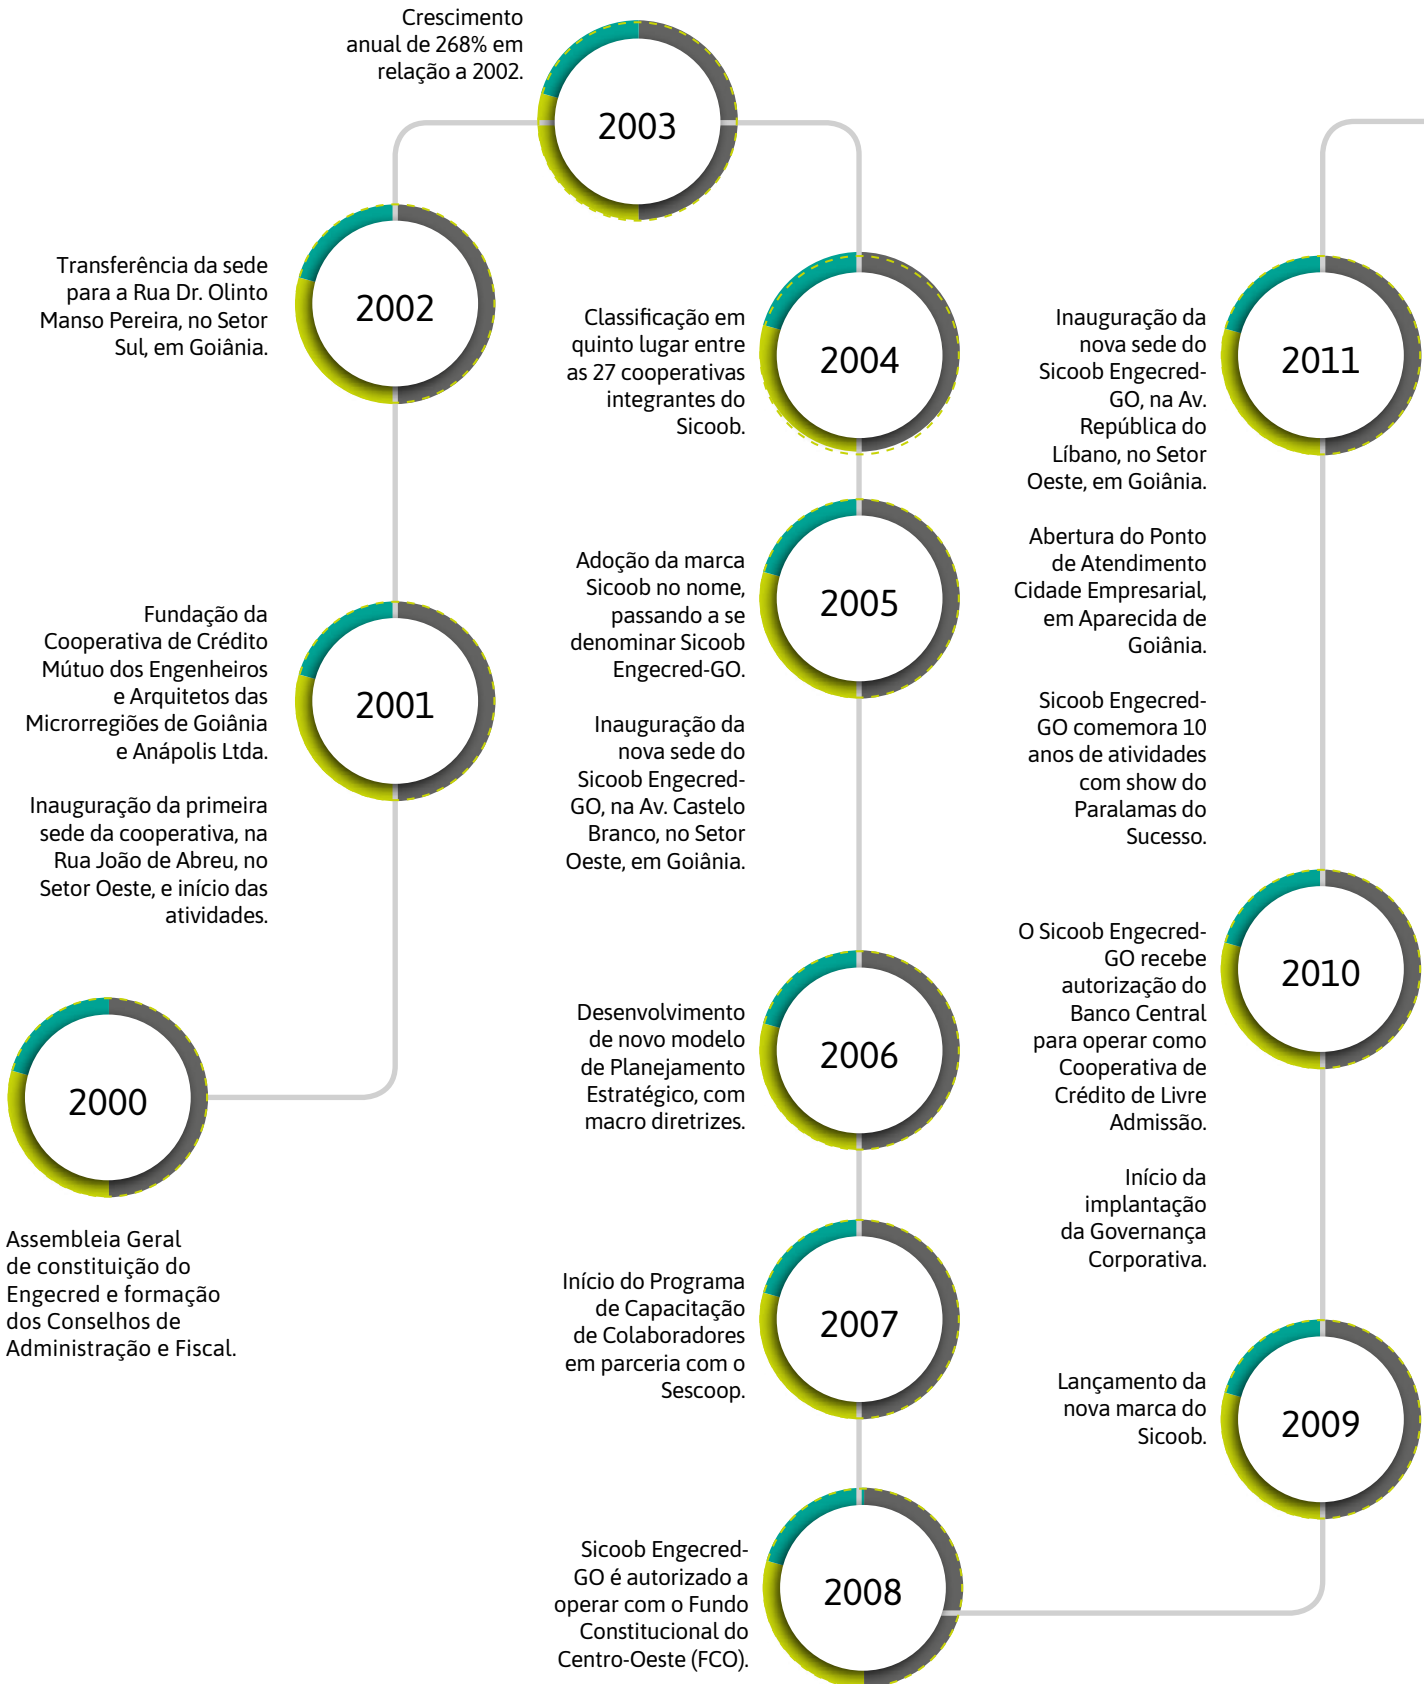 2000
Assembleia Geral
de constituição do
Engecred e formação
dos Conselhos de
Administração e Fiscal.
2001
Fundação da
Cooperativa de Crédito
Mútuo dos Engenheiros
e Arquitetos das
Microrregiões de Goiânia
e Anápolis Ltda.
Inauguração da primeira
sede da cooperativa, na
Rua João de Abreu, no
Setor Oeste, e início das
atividades.
2002
Transferência da sede
para a Rua Dr. Olinto
Manso Pereira, no Setor
Sul, em Goiânia.
2003
Crescimento
anual de 268% em
relação a 2002.
2004
Classificação em
quinto lugar entre
as 27 cooperativas
integrantes do
Sicoob.
2005
Adoção da marca
Sicoob no nome,
passando a se
denominar Sicoob
Engecred-GO.
Inauguração da
nova sede do
Sicoob Engecred-
GO, na Av. Castelo
Branco, no Setor
Oeste, em Goiânia.
2006
Desenvolvimento
de novo modelo
de Planejamento
Estratégico, com
macro diretrizes.
2007
Início do Programa
de Capacitação
de Colaboradores
em parceria com o
Sescoop.
2008
Sicoob Engecred-
GO é autorizado a
operar com o Fundo
Constitucional do
Centro-Oeste (FCO).
2009
Lançamento da
nova marca do
Sicoob.
2010
O Sicoob Engecred-
GO recebe
autorização do
Banco Central
para operar como
Cooperativa de
Crédito de Livre
Admissão.
Início da
implantação
da Governança
Corporativa.
2011
Inauguração da
nova sede do
Sicoob Engecred-
GO, na Av.
República do
Líbano, no Setor
Oeste, em Goiânia.
Abertura do Ponto
de Atendimento
Cidade Empresarial,
em Aparecida de
Goiânia.
Sicoob Engecred-
GO comemora 10
anos de atividades
com show do
Paralamas do
Sucesso.